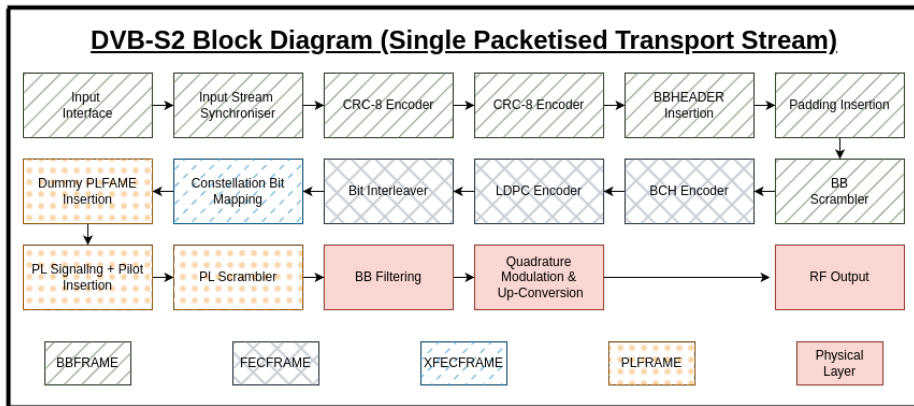 DVB-S2 Block Diagram (Single Packetised Transport Stream)
Input
Interface
Input Stream
Synchroniser
CRC-8 Encoder
CRC-8 Encoder
BBHEADER
Insertion
Padding Insertion
Dummy PLFAME
Insertion
Constellation Bit
Mapping
Bit Interleaver
LDPC Encoder
BCH Encoder
BB
Scrambler
PL Signallng + Pilot
Insertion
PL Scrambler
BB Filtering
Quadrature
Modulation &
Up-Conversion
RF Output
BBFRAME
FECFRAME
XFECFRAME
PLFRAME
Physical
Layer